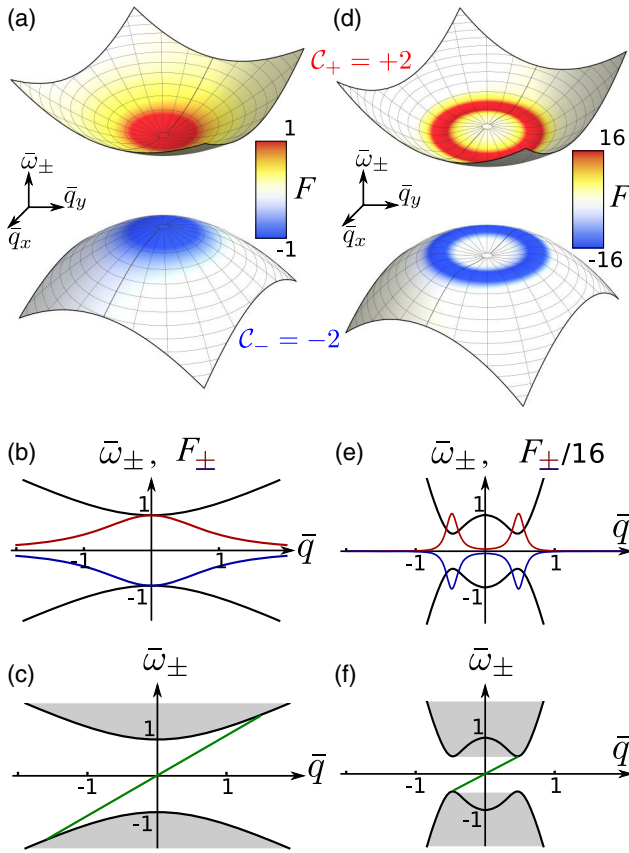 (a)
F
1
-1
ω̄±
q̄y
q̄x
(d)
F
16
-16
ω̄±
q̄y
q̄x
C₊ = +2
C₋ = −2
(b)
ω̄± , F±
1
-1
-1
1
q̄
(e)
ω̄± , F±/16
1
-1
-1
1
q̄
(c)
ω̄±
1
-1
-1
1
q̄
(f)
ω̄±
1
-1
-1
1
q̄